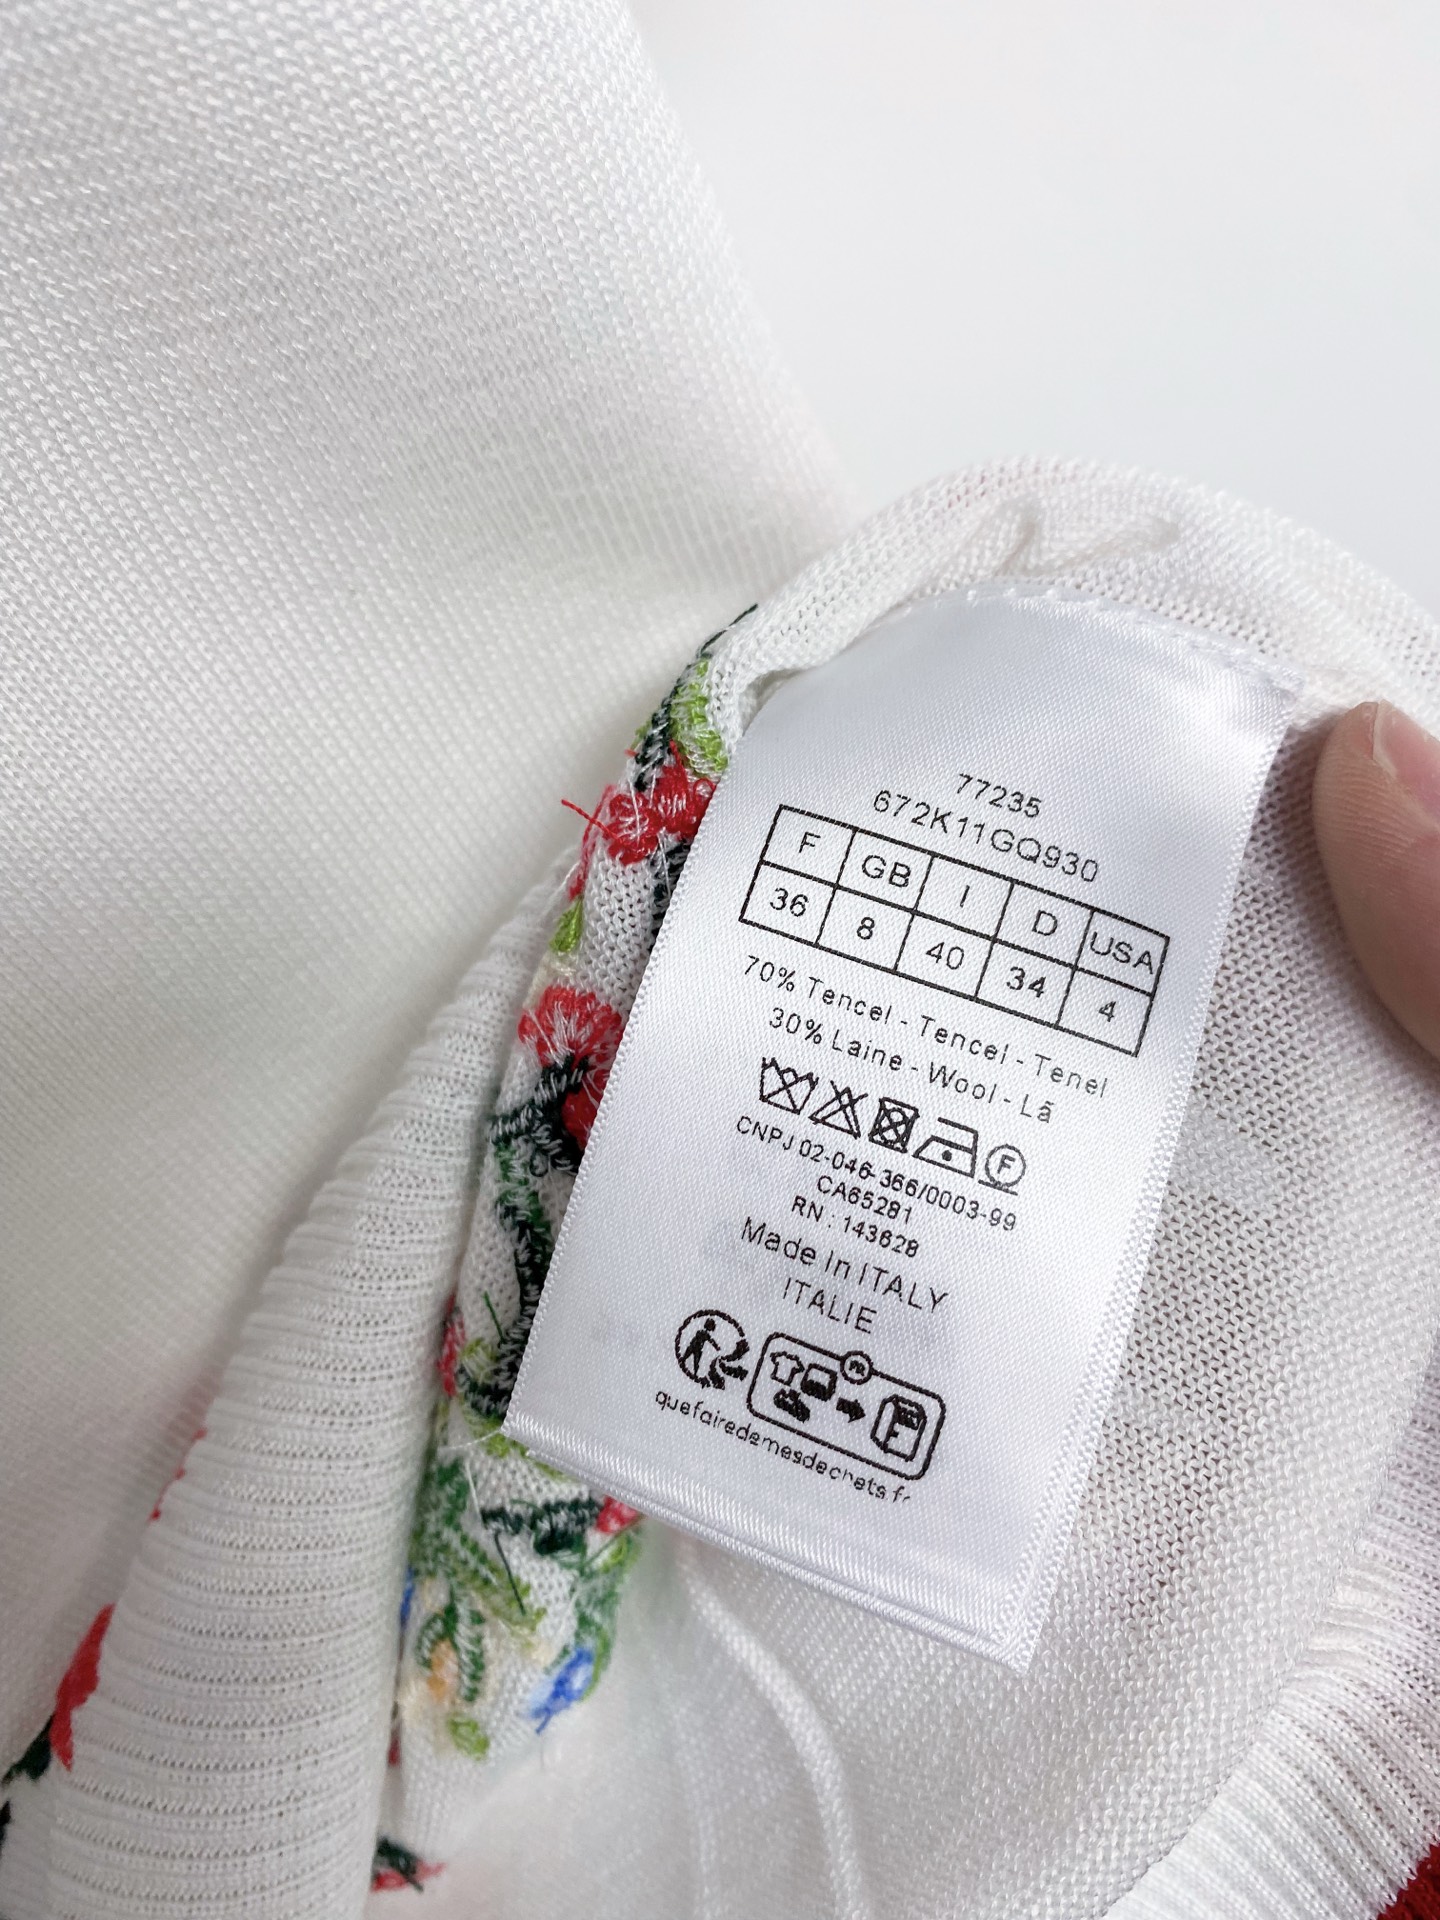 77235
672K11GQ930
F GB I D USA
36 8 40 34 4
70% Tencel - Tencel - Tenel
30% Laine - Wool - Lã
F
CNPJ 02-046-366/0003-99
CA65281
RN : 143628
Made in ITALY
ITALIE
FR
quefairedemesdechets.fr